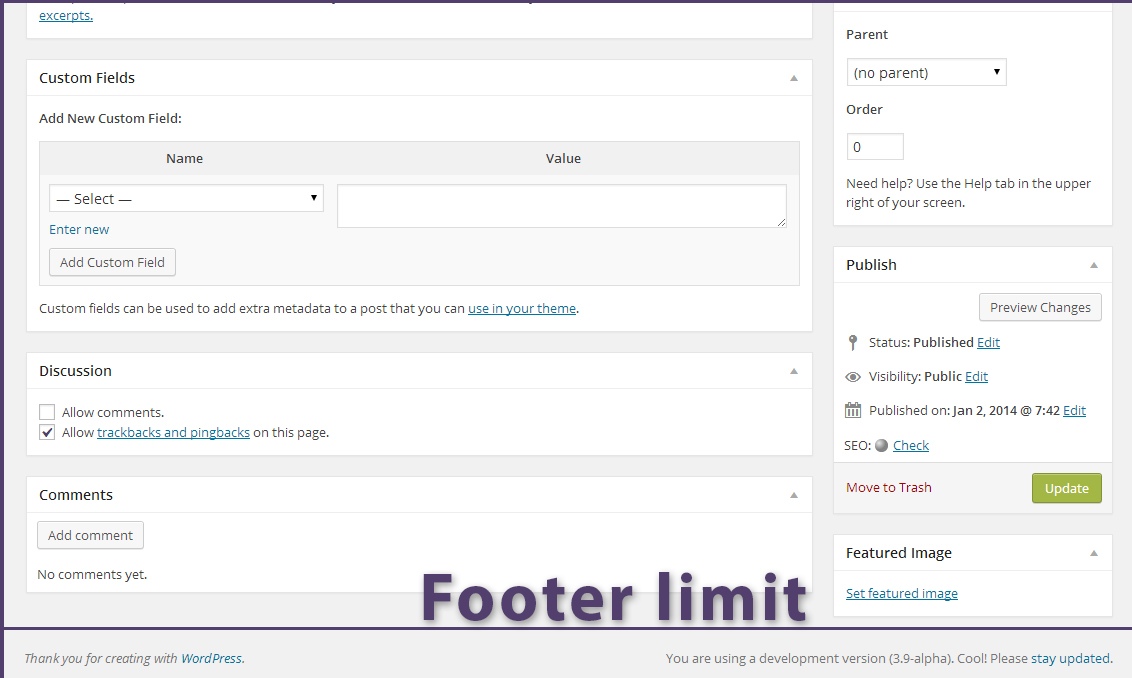 excerpts.
Custom Fields
Add New Custom Field:
Name Value
— Select —
Enter new
Add Custom Field
Custom fields can be used to add extra metadata to a post that you can use in your theme.
Discussion
Allow comments.
Allow trackbacks and pingbacks on this page.
Comments
Add comment
No comments yet.
Parent
(no parent)
Order
0
Need help? Use the Help tab in the upper
right of your screen.
Publish
Preview Changes
Status: Published Edit
Visibility: Public Edit
Published on: Jan 2, 2014 @ 7:42 Edit
SEO: Check
Move to Trash Update
Featured Image
Set featured image
Footer limit
Thank you for creating with WordPress.
You are using a development version (3.9-alpha). Cool! Please stay updated.